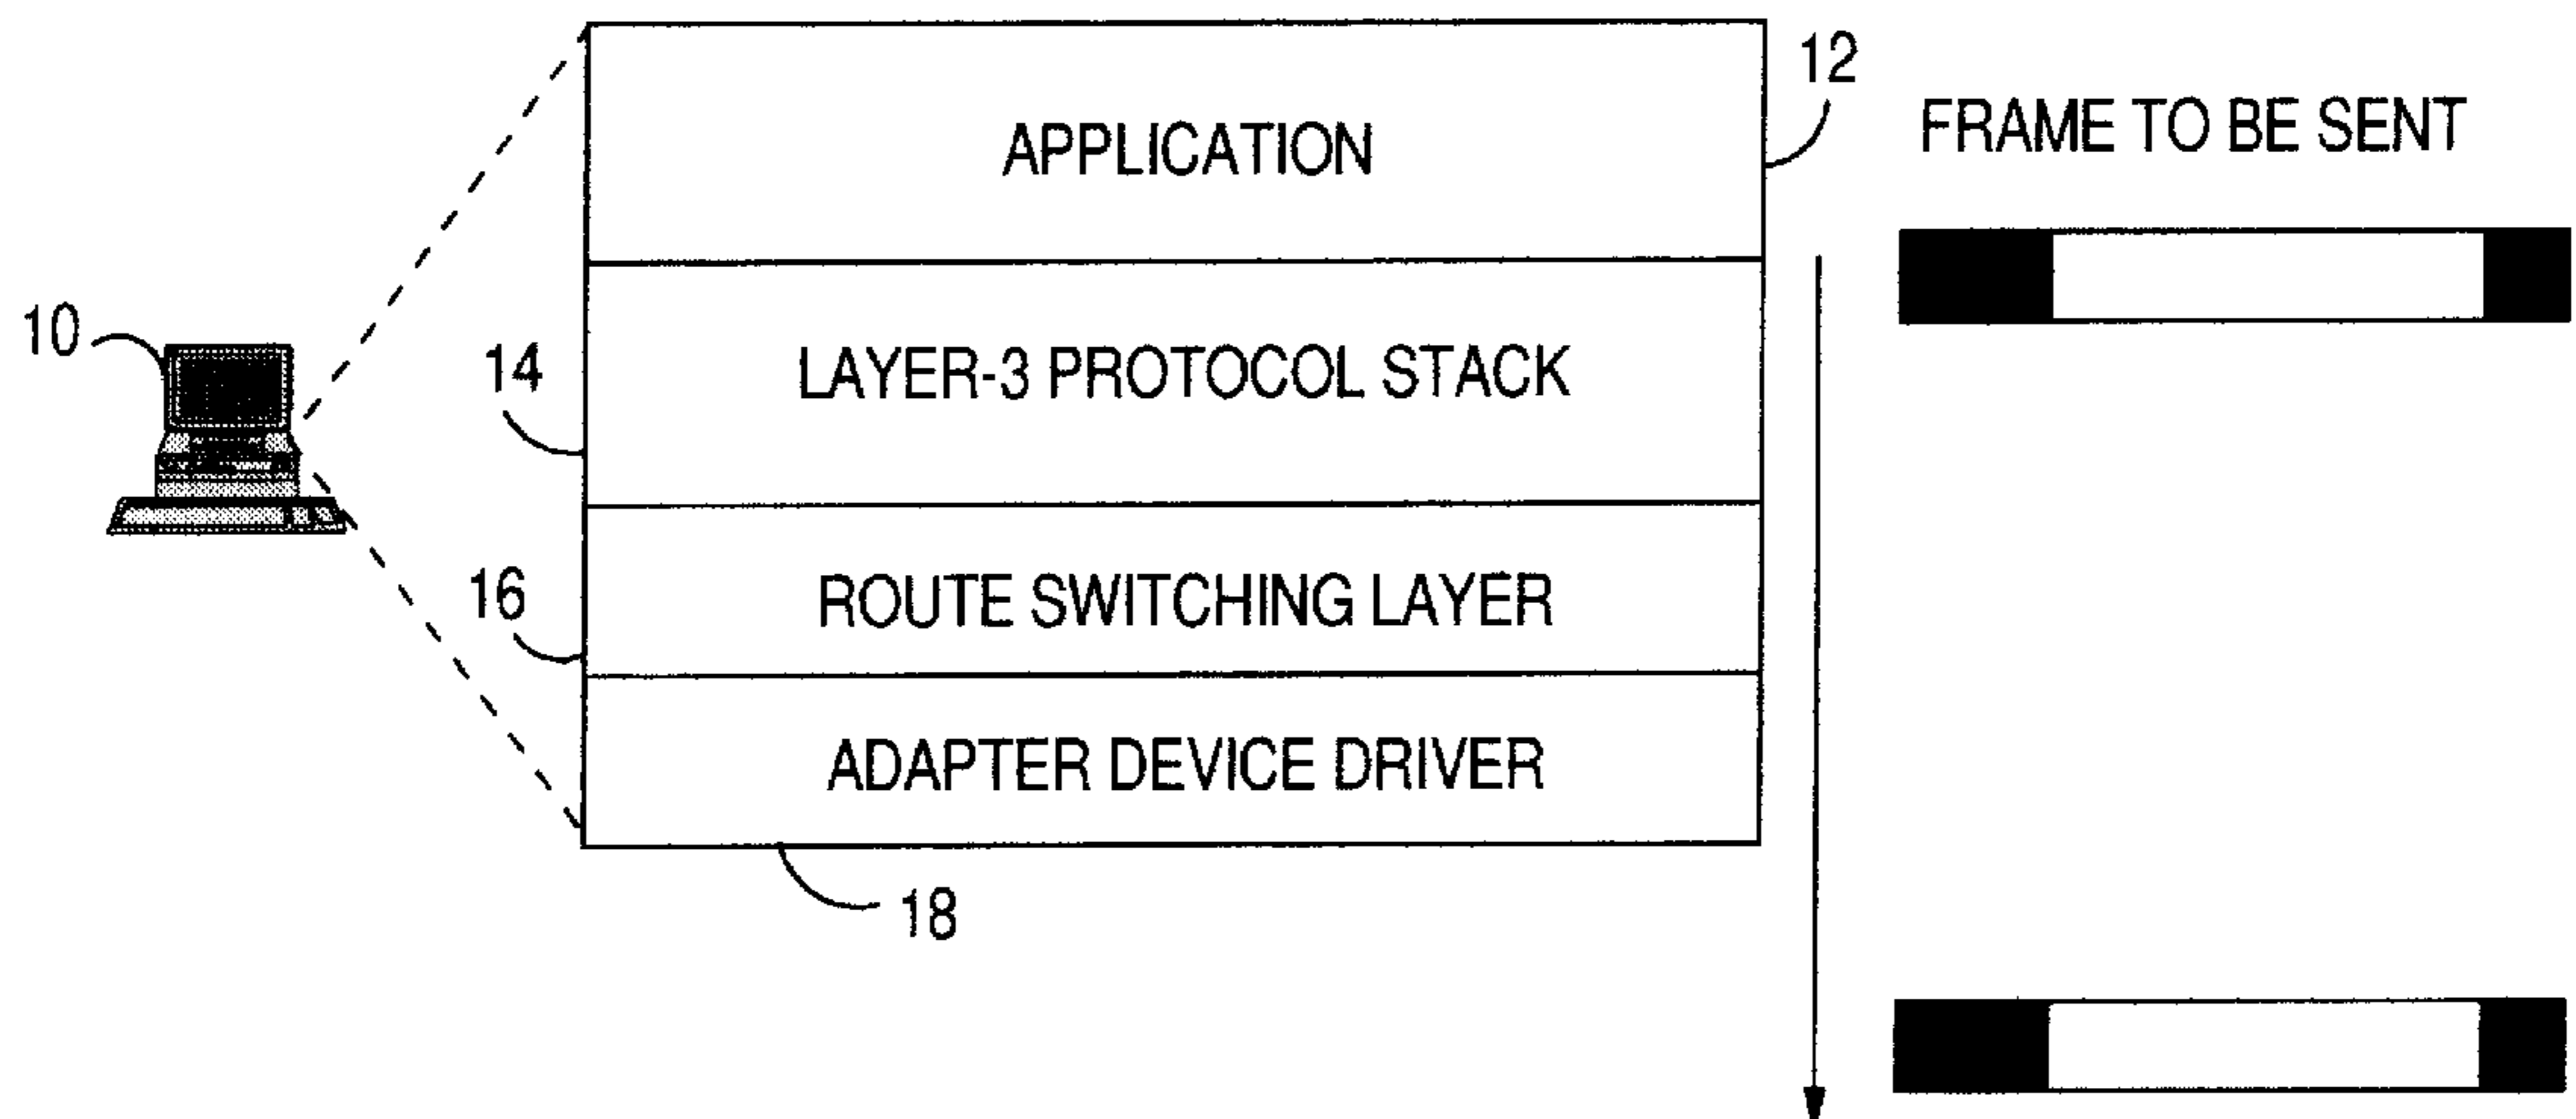 12
APPLICATION
FRAME TO BE SENT
10
14
LAYER-3 PROTOCOL STACK
16
ROUTE SWITCHING LAYER
ADAPTER DEVICE DRIVER
18